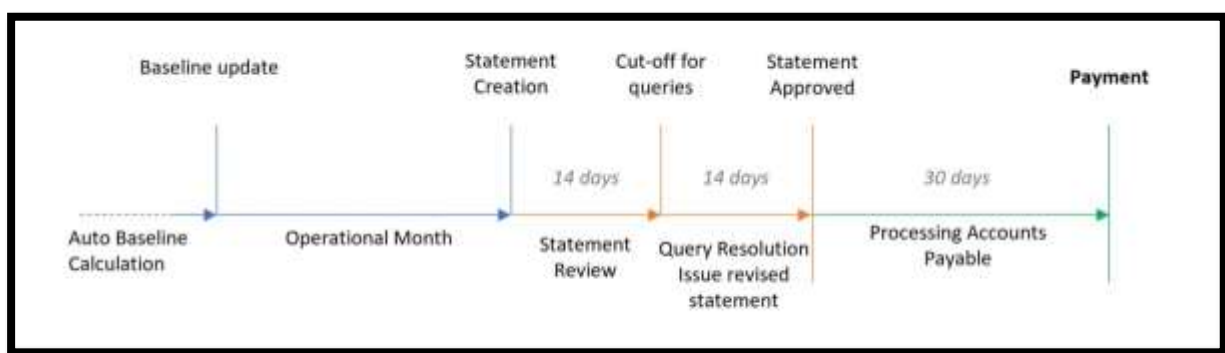 Baseline update
Statement
Creation
Cut-off for
queries
Statement
Approved
Payment
14 days
14 days
30 days
Auto Baseline
Calculation
Operational Month
Statement
Review
Query Resolution
Issue revised
statement
Processing Accounts
Payable